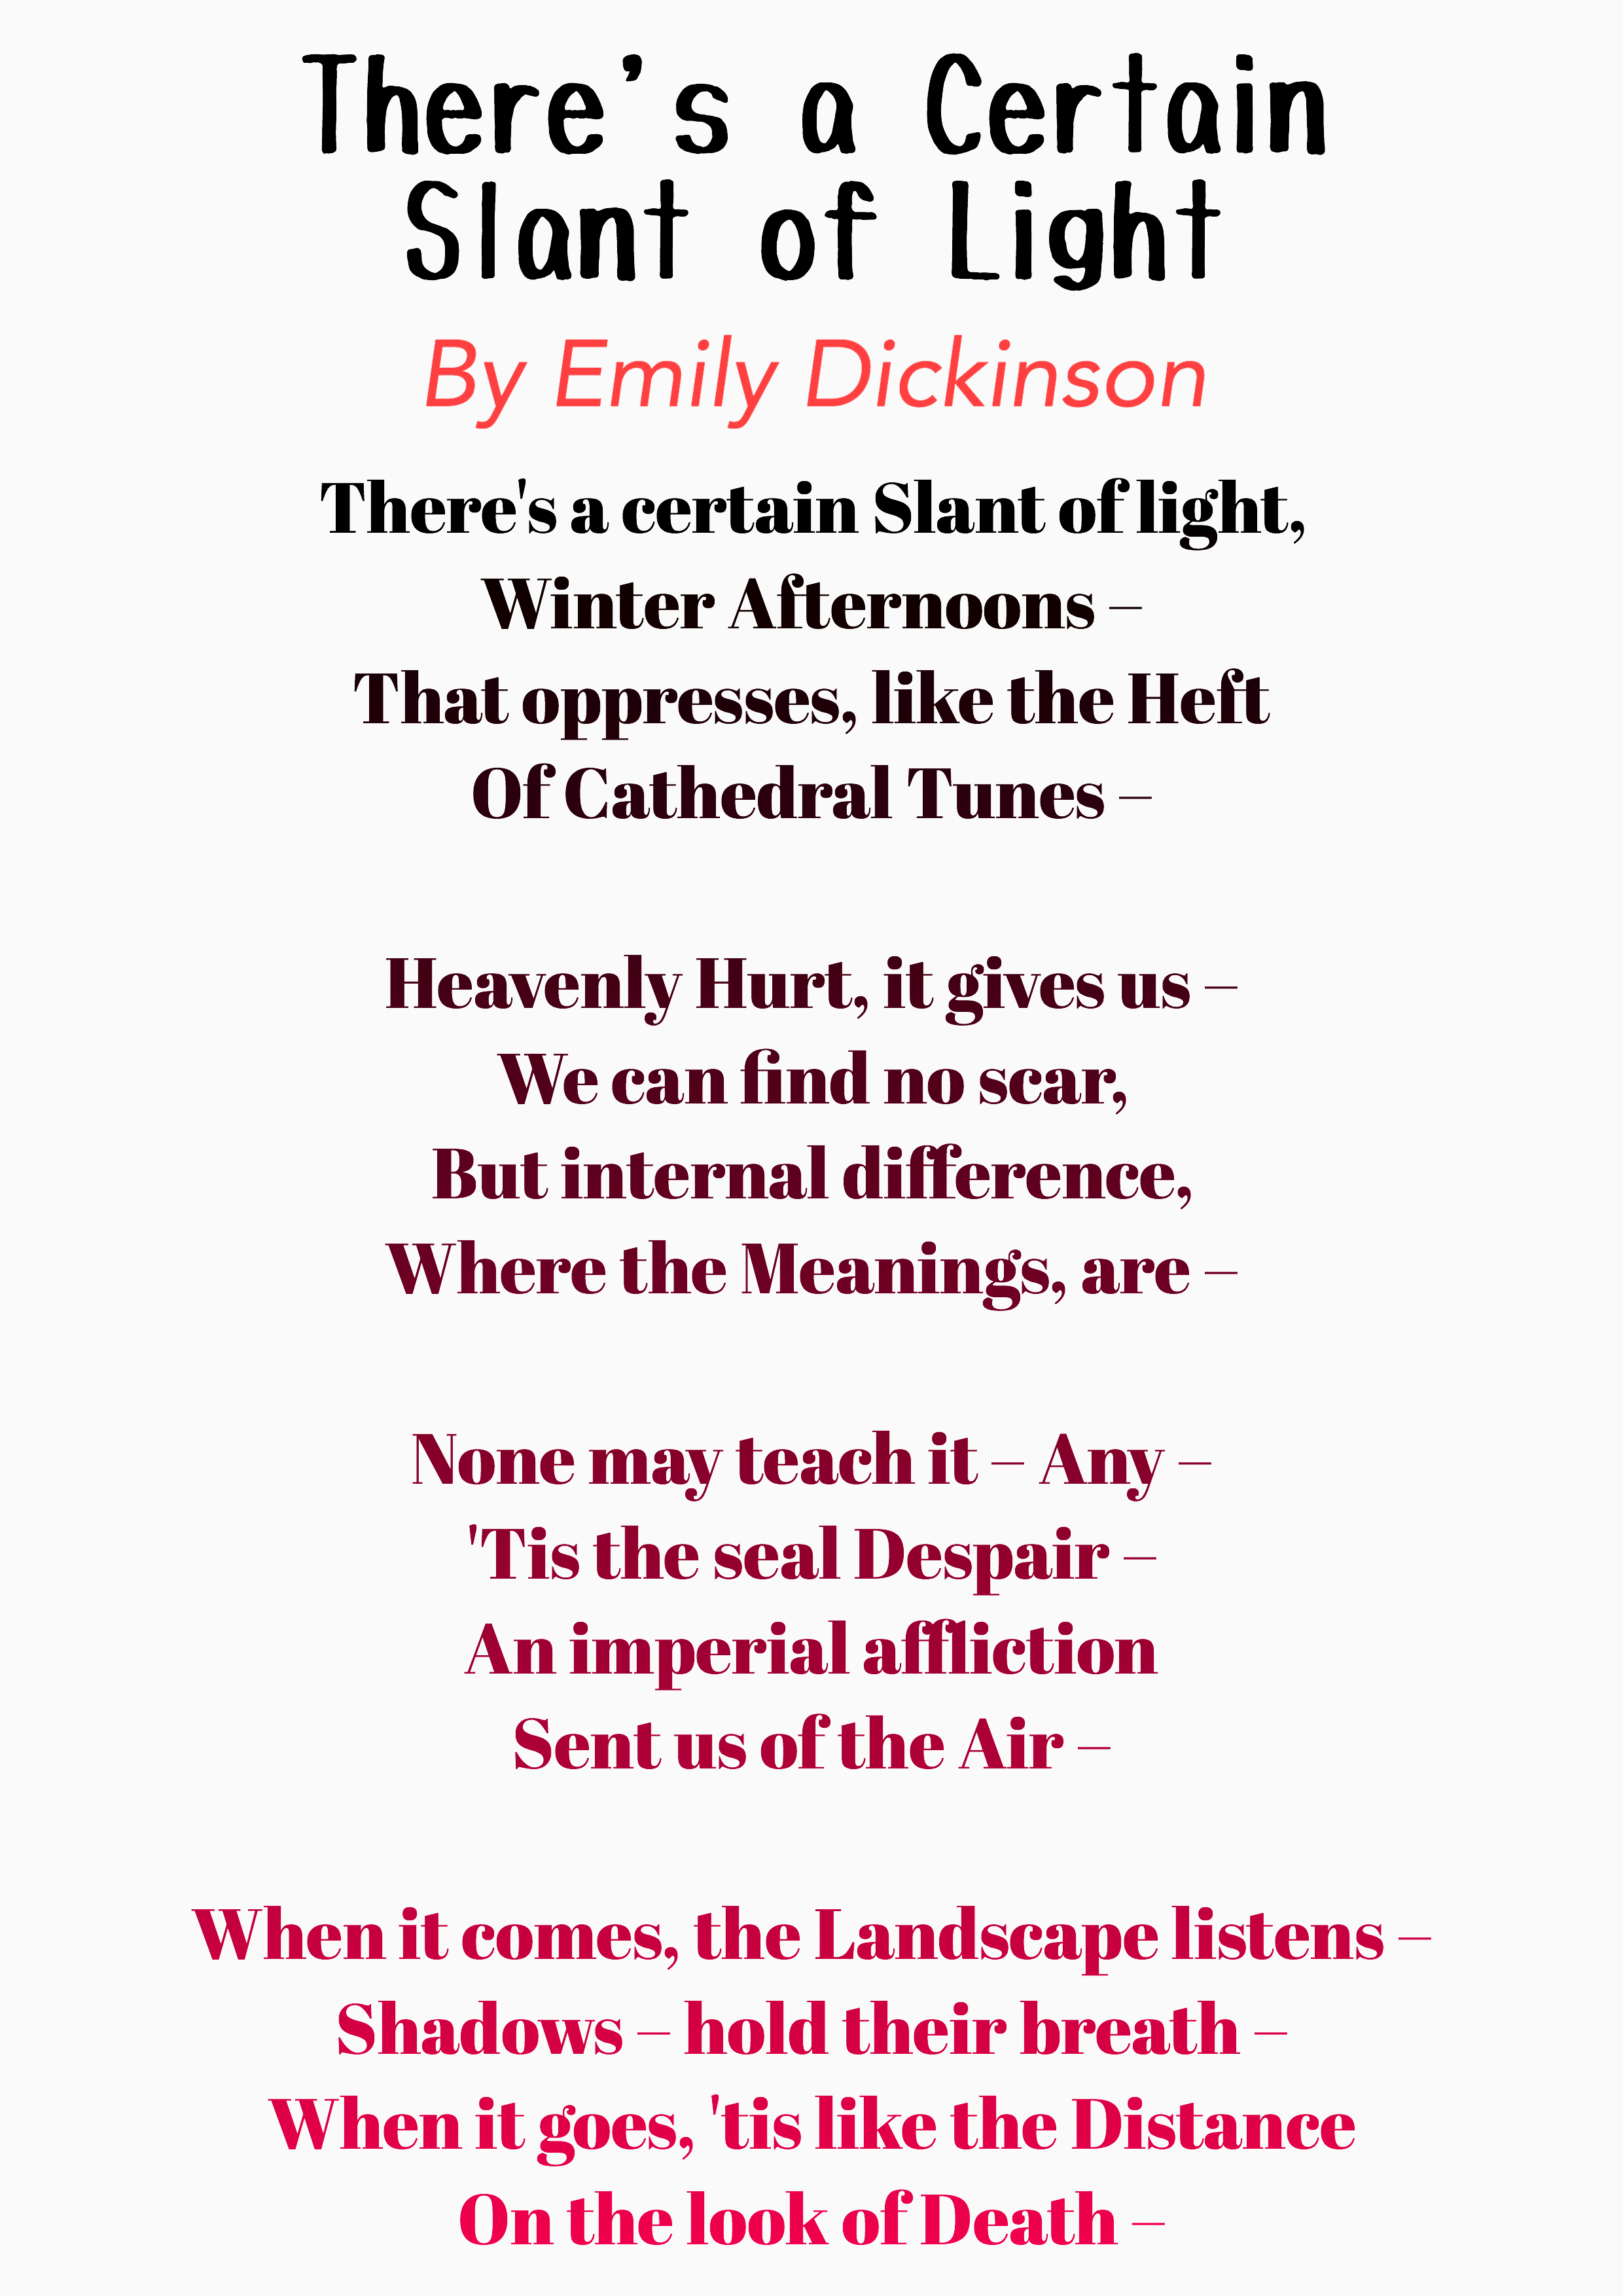 There’s a Certain
Slant of Light
By Emily Dickinson
There's a certain Slant of light,
Winter Afternoons –
That oppresses, like the Heft
Of Cathedral Tunes –
Heavenly Hurt, it gives us –
We can find no scar,
But internal difference,
Where the Meanings, are –
None may teach it – Any –
'Tis the seal Despair –
An imperial affliction
Sent us of the Air –
When it comes, the Landscape listens –
Shadows – hold their breath –
When it goes, 'tis like the Distance
On the look of Death –